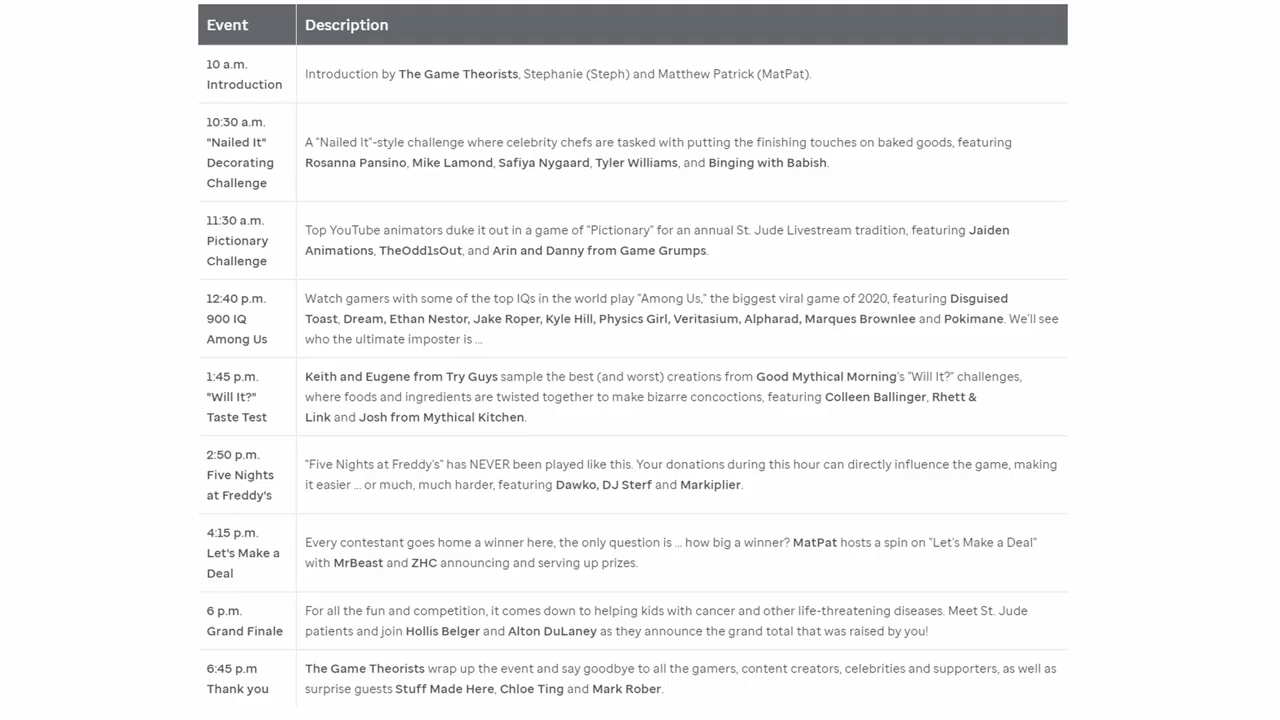 Event
Description
10 a.m.
Introduction
Introduction by The Game Theorists, Stephanie (Steph) and Matthew Patrick (MatPat).
10:30 a.m.
"Nailed It"
Decorating
Challenge
A "Nailed It"-style challenge where celebrity chefs are tasked with putting the finishing touches on baked goods, featuring
Rosanna Pansino, Mike Lamond, Safiya Nygaard, Tyler Williams, and Binging with Babish.
11:30 a.m.
Pictionary
Challenge
Top YouTube animators duke it out in a game of "Pictionary" for an annual St. Jude Livestream tradition, featuring Jaiden
Animations, TheOdd1sOut, and Arin and Danny from Game Grumps.
12:40 p.m.
900 IQ
Among Us
Watch gamers with some of the top IQs in the world play "Among Us," the biggest viral game of 2020, featuring Disguised
Toast, Dream, Ethan Nestor, Jake Roper, Kyle Hill, Physics Girl, Veritasium, Alpharad, Marques Brownlee and Pokimane. We'll see
who the ultimate imposter is ...
1:45 p.m.
"Will It?"
Taste Test
Keith and Eugene from Try Guys sample the best (and worst) creations from Good Mythical Morning's "Will It?" challenges,
where foods and ingredients are twisted together to make bizarre concoctions, featuring Colleen Ballinger, Rhett &
Link and Josh from Mythical Kitchen.
2:50 p.m.
Five Nights
at Freddy's
"Five Nights at Freddy's" has NEVER been played like this. Your donations during this hour can directly influence the game, making
it easier ... or much, much harder, featuring Dawko, DJ Sterf and Markiplier.
4:15 p.m.
Let's Make a
Deal
Every contestant goes home a winner here, the only question is ... how big a winner? MatPat hosts a spin on "Let's Make a Deal"
with MrBeast and ZHC announcing and serving up prizes.
6 p.m.
Grand Finale
For all the fun and competition, it comes down to helping kids with cancer and other life-threatening diseases. Meet St. Jude
patients and join Hollis Belger and Alton DuLaney as they announce the grand total that was raised by you!
6:45 p.m
Thank you
The Game Theorists wrap up the event and say goodbye to all the gamers, content creators, celebrities and supporters, as well as
surprise guests Stuff Made Here, Chloe Ting and Mark Rober.